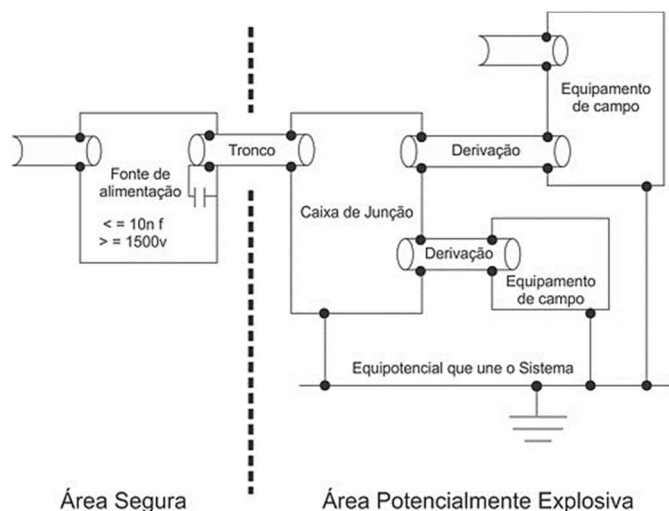 Equipamento
de campo
Tronco
Derivação
Fonte de
alimentação
< = 10n f
> = 1500v
Caixa de Junção
Derivação
Equipamento
de campo
Equipotencial que une o Sistema
Área Segura
Área Potencialmente Explosiva